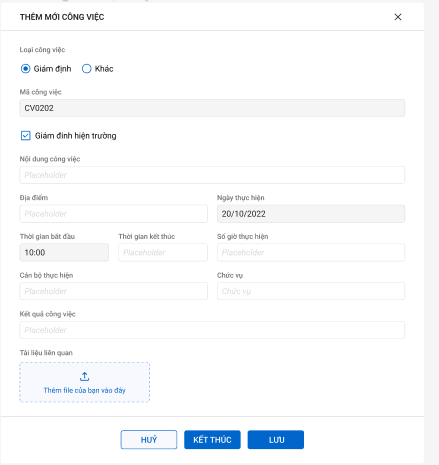 THÊM MỚI CÔNG VIỆC
Loại công việc
Giám định Khác
Mã công việc
CV0202
Giám đinh hiện trường
Nội dung công việc
Placeholder
Địa điểm Ngày thực hiện
Placeholder 20/10/2022
Thời gian bắt đầu Thời gian kết thúc Số giờ thực hiện
10:00 Placeholder Placeholder
Cán bộ thực hiện Chức vụ
Placeholder Chức vụ
Kết quả công việc
Placeholder
Tài liệu liên quan
Thêm file của bạn vào đây
HUỶ KẾT THÚC LƯU